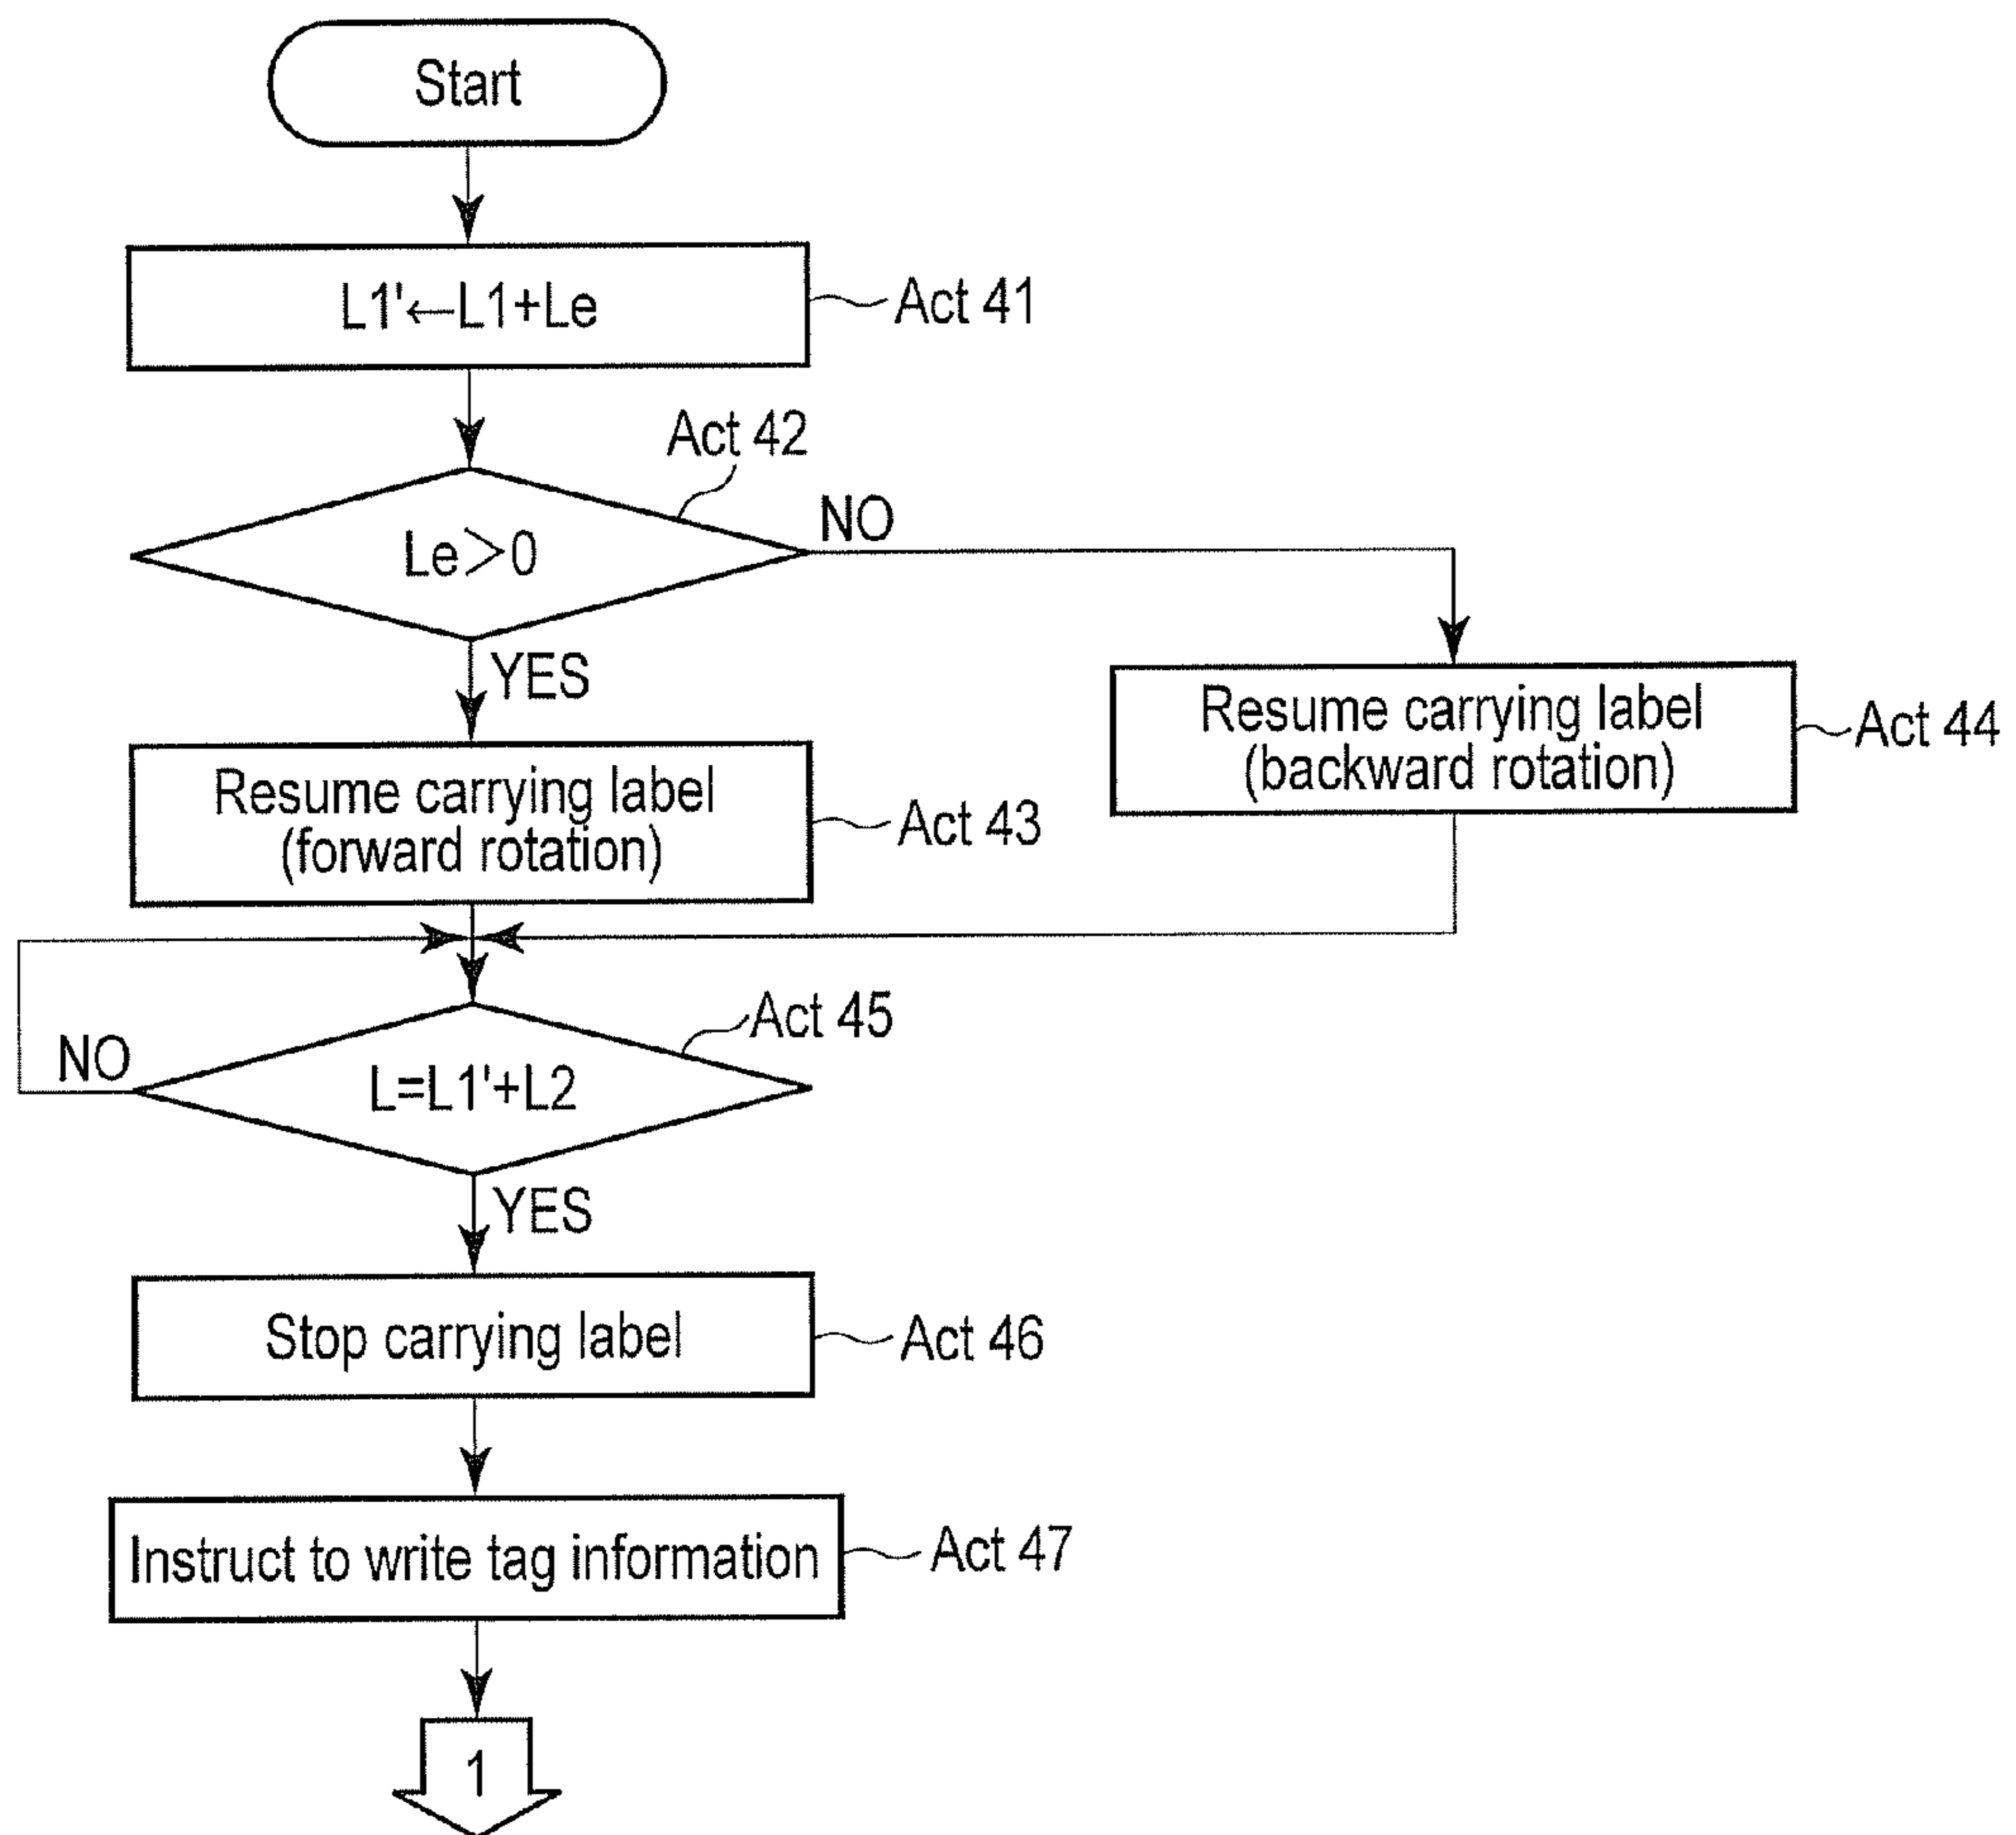 Start
L1'←L1+Le
Act 41
Act 42
Le＞0
NO
YES
Resume carrying label
(backward rotation)
Act 44
Resume carrying label
(forward rotation)
Act 43
Act 45
NO
L=L1'+L2
YES
Stop carrying label
Act 46
Instruct to write tag information
Act 47
1